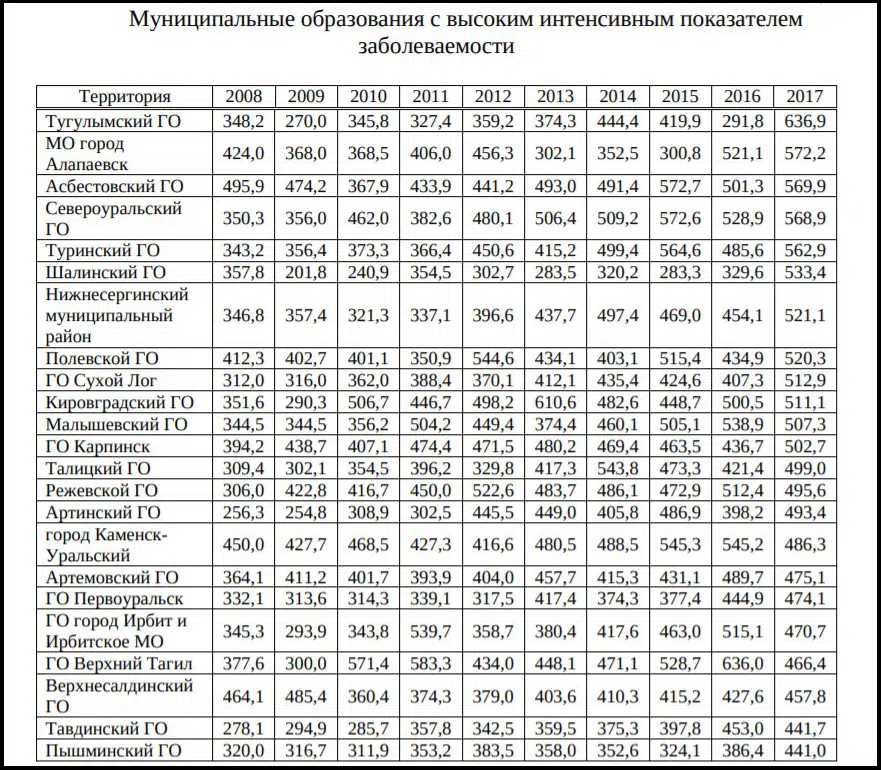 Муниципальные образования с высоким интенсивным показателем
заболеваемости
Территория 2008 2009 2010 2011 2012 2013 2014 2015 2016 2017
Тугулымский ГО 348,2 270,0 345,8 327,4 359,2 374,3 444,4 419,9 291,8 636,9
МО город
Алапаевск 424,0 368,0 368,5 406,0 456,3 302,1 352,5 300,8 521,1 572,2
Асбестовский ГО 495,9 474,2 367,9 433,9 441,2 493,0 491,4 572,7 501,3 569,9
Североуральский
ГО 350,3 356,0 462,0 382,6 480,1 506,4 509,2 572,6 528,9 568,9
Туринский ГО 343,2 356,4 373,3 366,4 450,6 415,2 499,4 564,6 485,6 562,9
Шалинский ГО 357,8 201,8 240,9 354,5 302,7 283,5 320,2 283,3 329,6 533,4
Нижнесергинский
муниципальный 346,8 357,4 321,3 337,1 396,6 437,7 497,4 469,0 454,1 521,1
район
Полевской ГО 412,3 402,7 401,1 350,9 544,6 434,1 403,1 515,4 434,9 520,3
ГО Сухой Лог 312,0 316,0 362,0 388,4 370,1 412,1 435,4 424,6 407,3 512,9
Кировградский ГО 351,6 290,3 506,7 446,7 498,2 610,6 482,6 448,7 500,5 511,1
Малышевский ГО 344,5 344,5 356,2 504,2 449,4 374,4 460,1 505,1 538,9 507,3
ГО Карпинск 394,2 438,7 407,1 474,4 471,5 480,2 469,4 463,5 436,7 502,7
Талицкий ГО 309,4 302,1 354,5 396,2 329,8 417,3 543,8 473,3 421,4 499,0
Режевской ГО 306,0 422,8 416,7 450,0 522,6 483,7 486,1 472,9 512,4 495,6
Артинский ГО 256,3 254,8 308,9 302,5 445,5 449,0 405,8 486,9 398,2 493,4
город Каменск-
Уральский 450,0 427,7 468,5 427,3 416,6 480,5 488,5 545,3 545,2 486,3
Артемовский ГО 364,1 411,2 401,7 393,9 404,0 457,7 415,3 431,1 489,7 475,1
ГО Первоуральск 332,1 313,6 314,3 339,1 317,5 417,4 374,3 377,4 444,9 474,1
ГО город Ирбит и
Ирбитское МО 345,3 293,9 343,8 539,7 358,7 380,4 417,6 463,0 515,1 470,7
ГО Верхний Тагил 377,6 300,0 571,4 583,3 434,0 448,1 471,1 528,7 636,0 466,4
Верхнесалдинский
ГО 464,1 485,4 360,4 374,3 379,0 403,6 410,3 415,2 427,6 457,8
Тавдинский ГО 278,1 294,9 285,7 357,8 342,5 359,5 375,3 397,8 453,0 441,7
Пышминский ГО 320,0 316,7 311,9 353,2 383,5 358,0 352,6 324,1 386,4 441,0